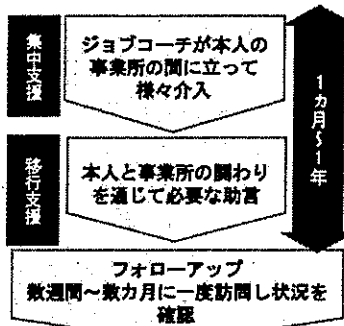 集中支援
ジョブコーチが本人の
事業所の間に立って
様々介入
移行支援
本人と事業所の関わり
を通じて必要な助言
1カ月~1年
フォローアップ
数週間～数カ月に一度訪問し状況を
確認